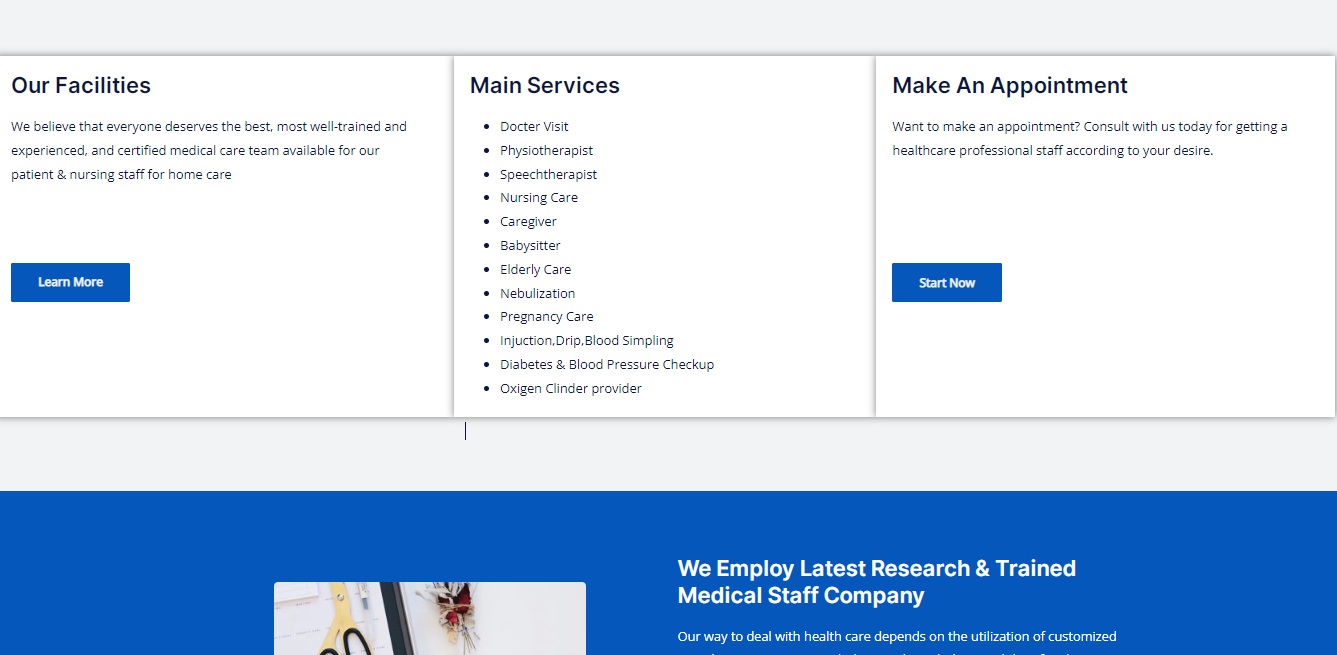 Our Facilities
We believe that everyone deserves the best, most well-trained and
experienced, and certified medical care team available for our
patient & nursing staff for home care
Learn More
Main Services
Docter Visit
Physiotherapist
Speechtherapist
Nursing Care
Caregiver
Babysitter
Elderly Care
Nebulization
Pregnancy Care
Injuction,Drip,Blood Simpling
Diabetes & Blood Pressure Checkup
Oxigen Clinder provider
Make An Appointment
Want to make an appointment? Consult with us today for getting a
healthcare professional staff according to your desire.
Start Now
We Employ Latest Research & Trained
Medical Staff Company
Our way to deal with health care depends on the utilization of customized